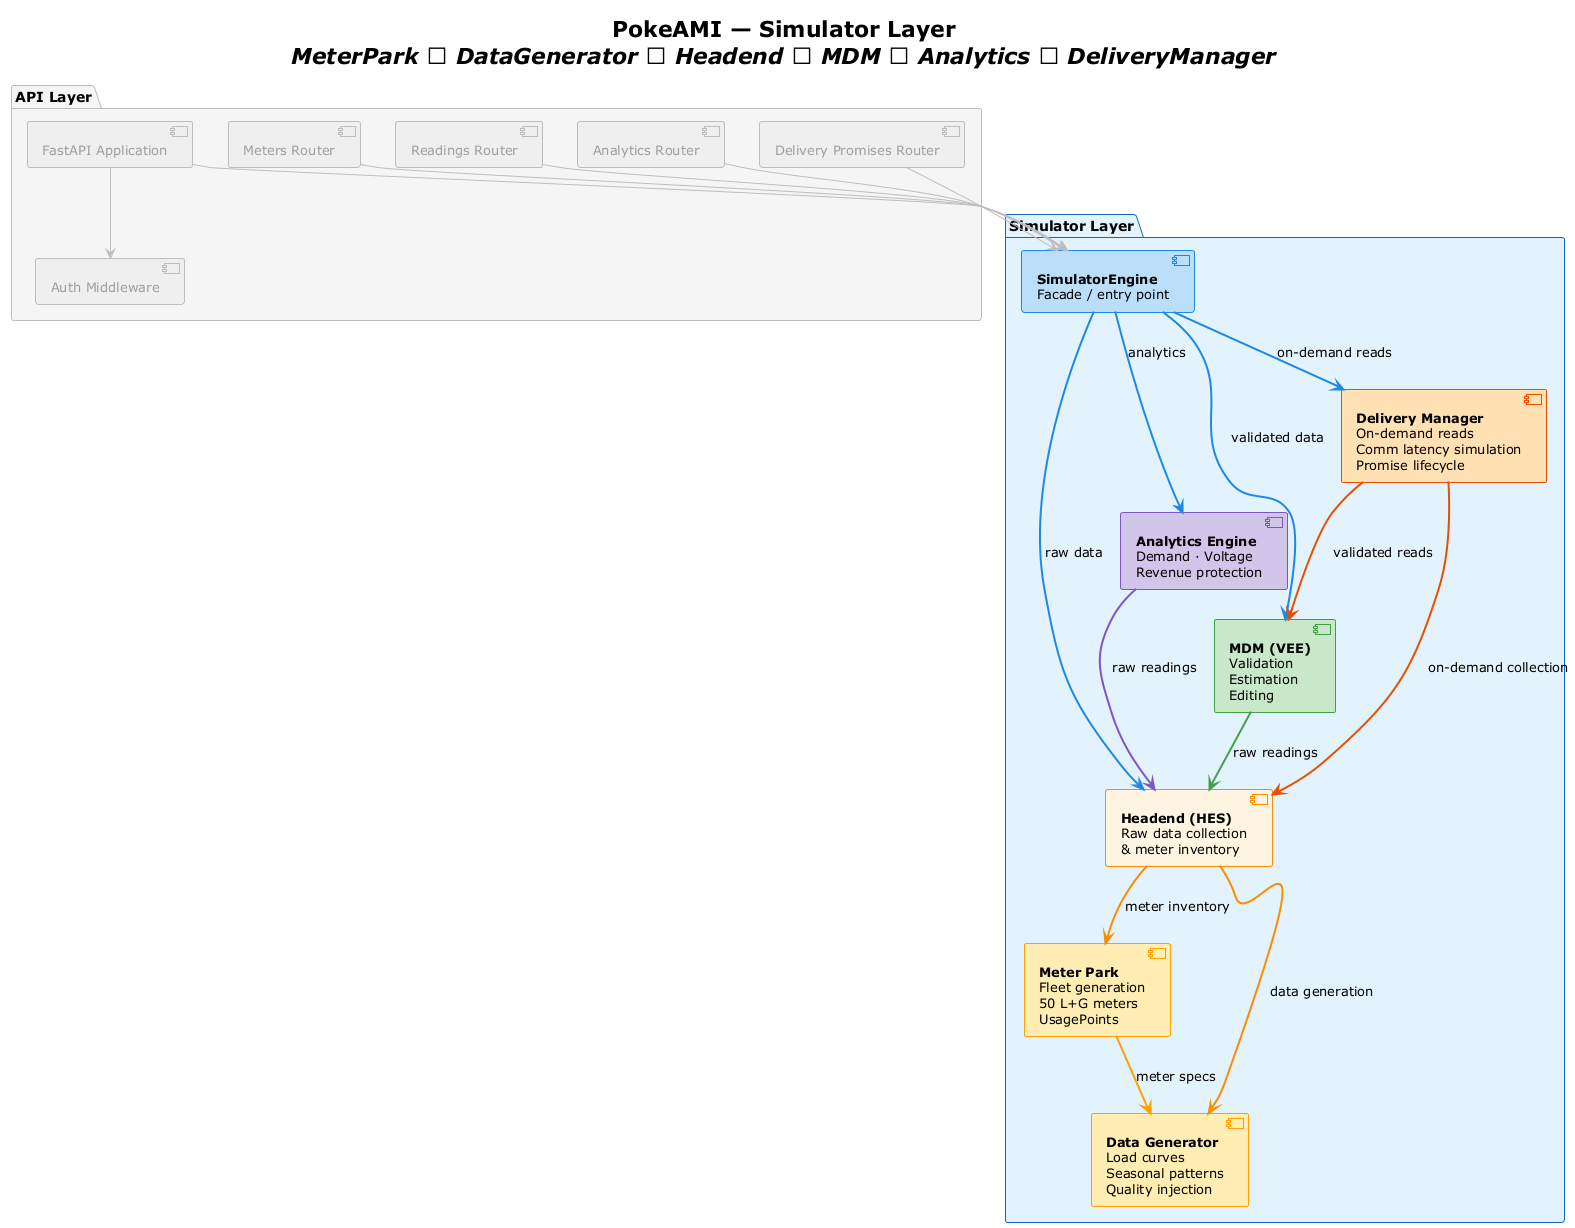 PokeAMI — Simulator Layer
MeterPark □ DataGenerator □ Headend □ MDM □ Analytics □ DeliveryManager
API Layer
FastAPI Application
Meters Router
Readings Router
Analytics Router
Delivery Promises Router
Auth Middleware
Simulator Layer
SimulatorEngine
Facade / entry point
analytics
on-demand reads
Delivery Manager
On-demand reads
Comm latency simulation
Promise lifecycle
validated data
Analytics Engine
Demand · Voltage
Revenue protection
raw data
validated reads
MDM (VEE)
Validation
Estimation
Editing
raw readings
on-demand collection
raw readings
Headend (HES)
Raw data collection
& meter inventory
meter inventory
Meter Park
Fleet generation
50 L+G meters
UsagePoints
data generation
meter specs
Data Generator
Load curves
Seasonal patterns
Quality injection